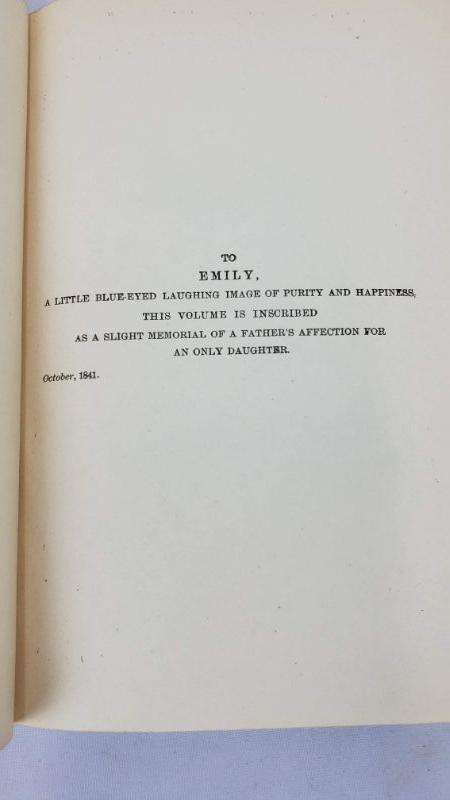 TO
EMILY,
A LITTLE BLUE-EYED LAUGHING IMAGE OF PURITY AND HAPPINESS,
THIS VOLUME IS INSCRIBED
AS A SLIGHT MEMORIAL OF A FATHER'S AFFECTION FOR
AN ONLY DAUGHTER.
October, 1841.